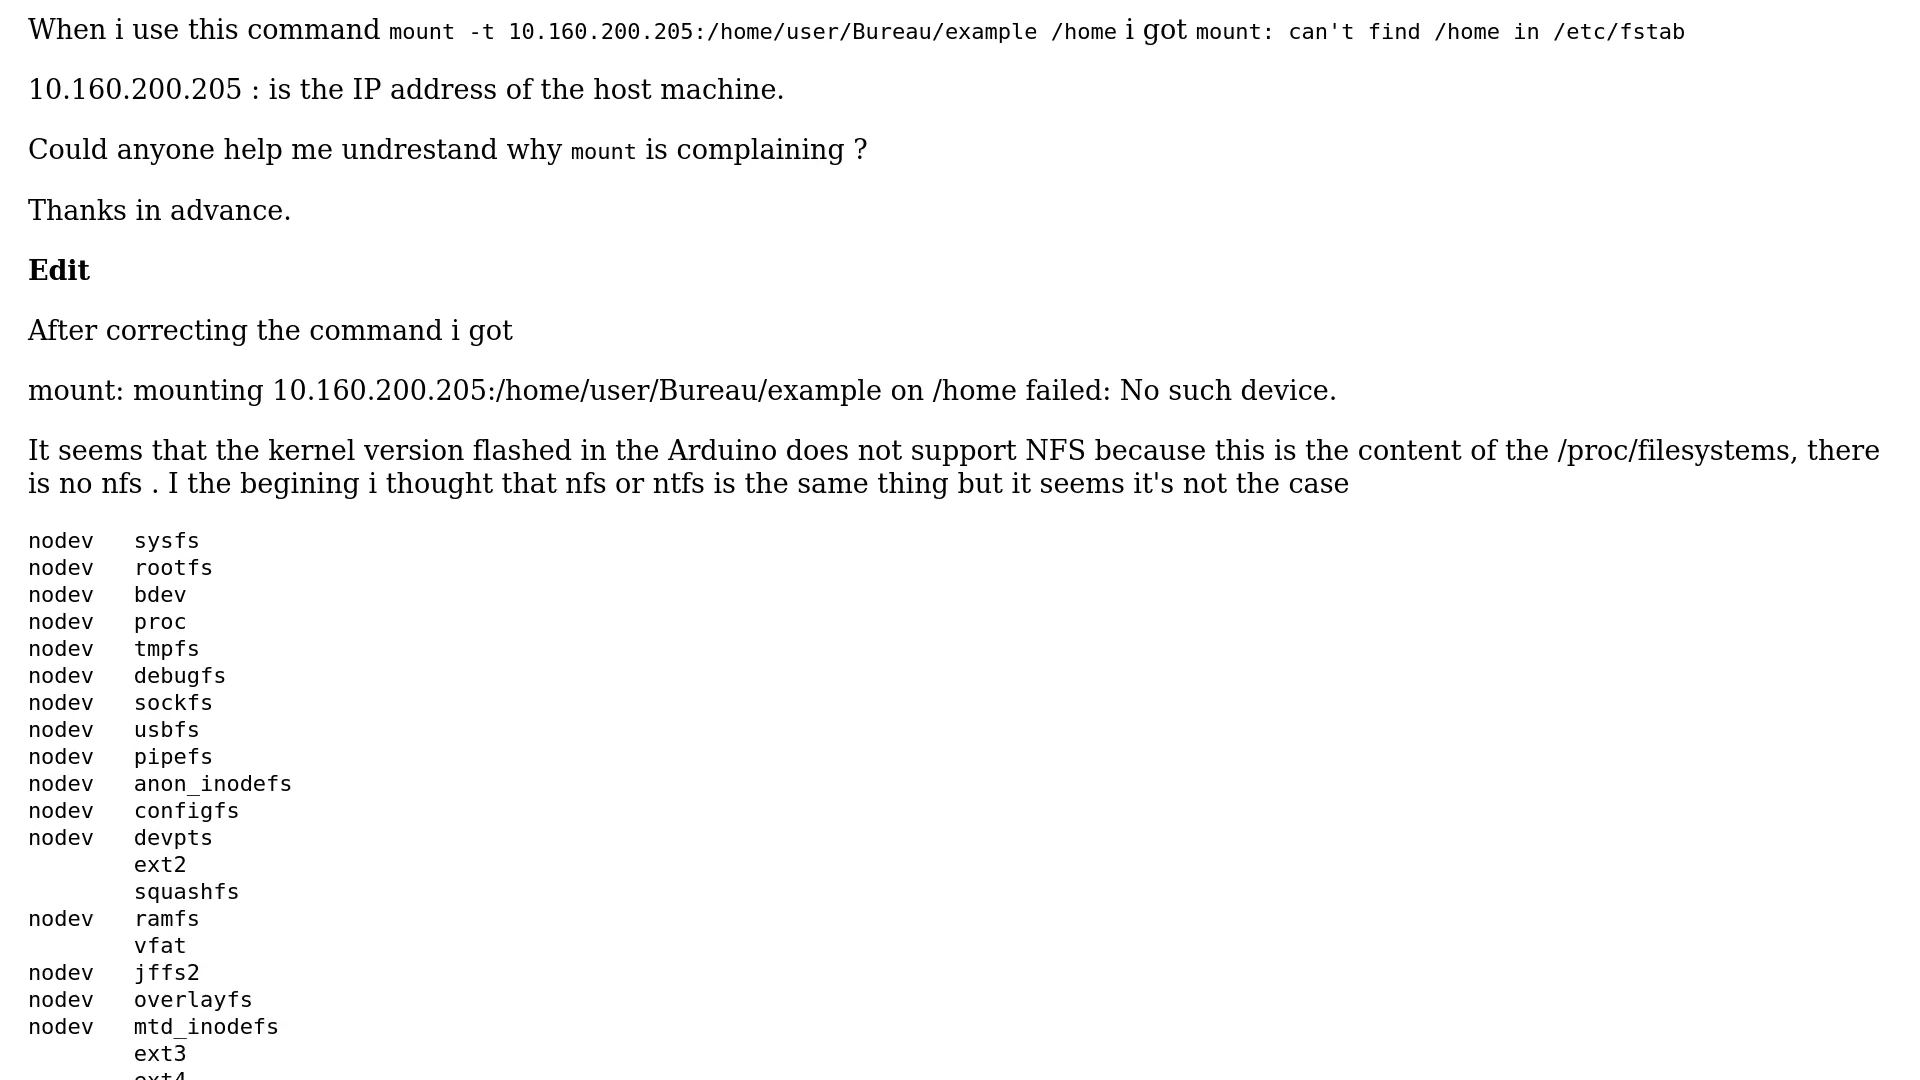 When i use this command mount -t 10.160.200.205:/home/user/Bureau/example /home i got mount: can't find /home in /etc/fstab
10.160.200.205 : is the IP address of the host machine.
Could anyone help me undrestand why mount is complaining ?
Thanks in advance.
Edit
After correcting the command i got
mount: mounting 10.160.200.205:/home/user/Bureau/example on /home failed: No such device.
It seems that the kernel version flashed in the Arduino does not support NFS because this is the content of the /proc/filesystems, there
is no nfs . I the begining i thought that nfs or ntfs is the same thing but it seems it's not the case
nodev   sysfs
nodev   rootfs
nodev   bdev
nodev   proc
nodev   tmpfs
nodev   debugfs
nodev   sockfs
nodev   usbfs
nodev   pipefs
nodev   anon_inodefs
nodev   configfs
nodev   devpts
        ext2
        squashfs
nodev   ramfs
        vfat
nodev   jffs2
nodev   overlayfs
nodev   mtd_inodefs
        ext3
        ext4